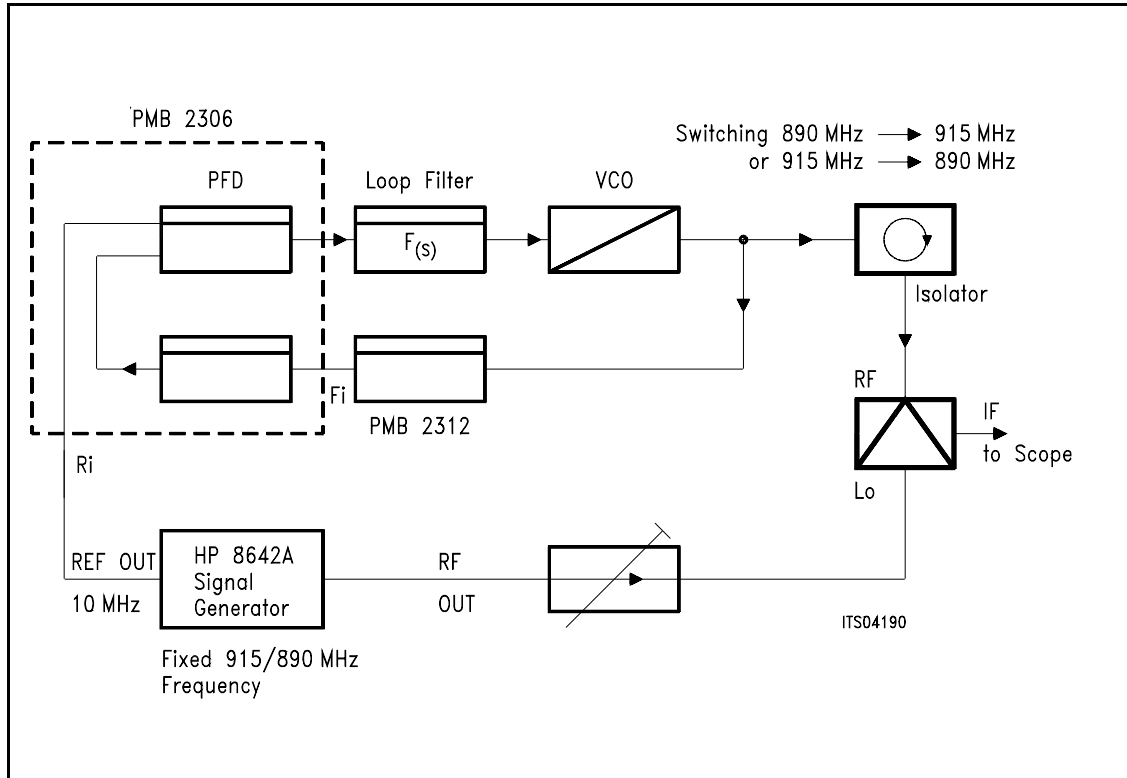 PMB 2306
Switching 890 MHz 915 MHz
or 915 MHz 890 MHz
PFD
Loop Filter
VCO
F(s)
Isolator
RF
Fi
PMB 2312
IF
to Scope
Ri
Lo
REF OUT
10 MHz
HP 8642A
Signal
Generator
RF
OUT
ITS04190
Fixed 915/890 MHz
Frequency